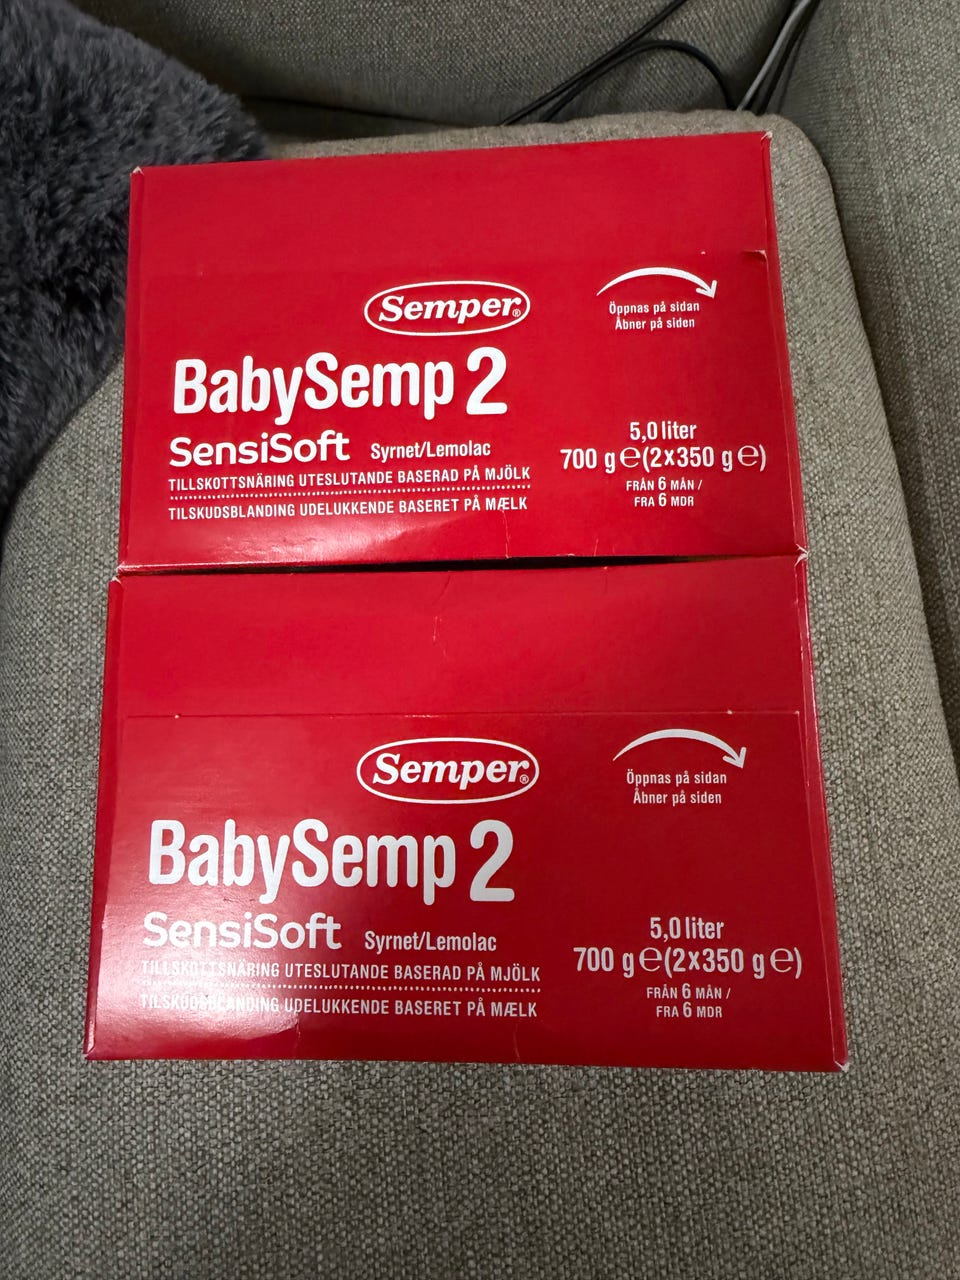 Semper®
Öppnas på sidan
Åbner på siden
BabySemp 2
SensiSoft Syrnet/Lemolac
5,0 liter
700 g ℮ (2x350 g ℮)
TILLSKOTTSNÄRING UTESLUTANDE BASERAD PÅ MJÖLK
TILSKUDSBLANDING UDELUKKENDE BASERET PÅ MÆLK
FRÅN 6 MÅN /
FRA 6 MDR
Semper®
Öppnas på sidan
Åbner på siden
BabySemp 2
SensiSoft Syrnet/Lemolac
5,0 liter
700 g ℮ (2x350 g ℮)
TILLSKOTTSNÄRING UTESLUTANDE BASERAD PÅ MJÖLK
TILSKUDSBLANDING UDELUKKENDE BASERET PÅ MÆLK
FRÅN 6 MÅN /
FRA 6 MDR